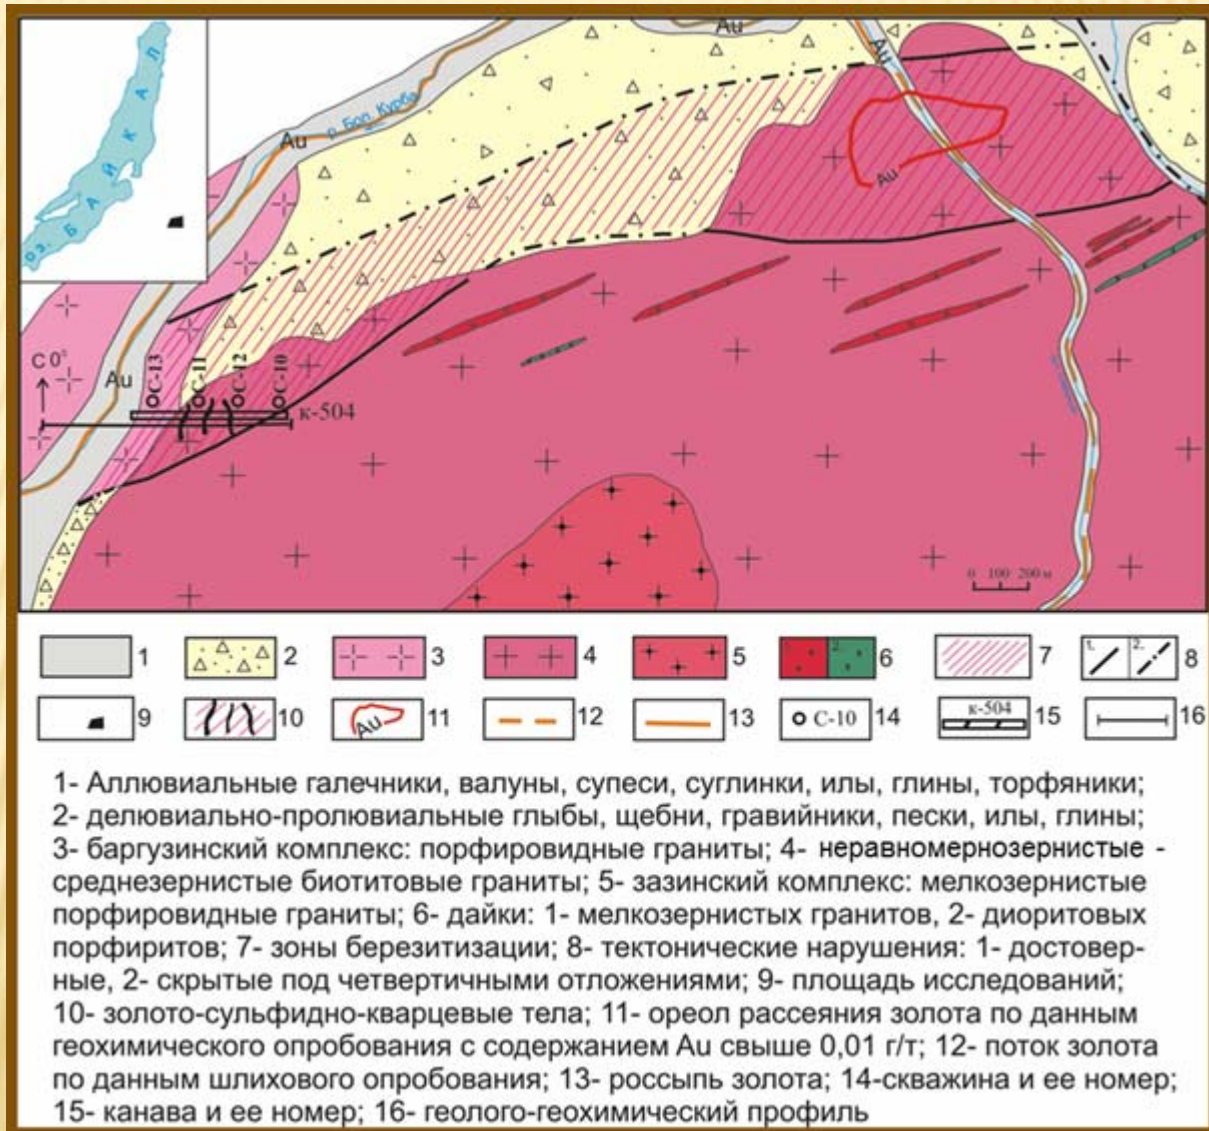 оз. БАЙКАЛ
Au
Au
р. Бол. Курба
Au
Au
Au
С 0°
С-13
С-11
С-12
С-10
к-504
0 100 200 м
1
2
3
4
5
1. 2. 6
7
1. 2. 8
9
10
Au 11
12
13
С-10 14
к-504 15
16
1- Аллювиальные галечники, валуны, супеси, суглинки, илы, глины, торфяники;
2- делювиально-пролювиальные глыбы, щебни, гравийники, пески, илы, глины;
3- баргузинский комплекс: порфировидные граниты; 4- неравномернозернистые -
среднезернистые биотитовые граниты; 5- зазинский комплекс: мелкозернистые
порфировидные граниты; 6- дайки: 1- мелкозернистых гранитов, 2- диоритовых
порфиритов; 7- зоны березитизации; 8- тектонические нарушения: 1- достовер-
ные, 2- скрытые под четвертичными отложениями; 9- площадь исследований;
10- золото-сульфидно-кварцевые тела; 11- ореол рассеяния золота по данным
геохимического опробования с содержанием Au свыше 0,01 г/т; 12- поток золота
по данным шлихового опробования; 13- россыпь золота; 14-скважина и ее номер;
15- канава и ее номер; 16- геолого-геохимический профиль